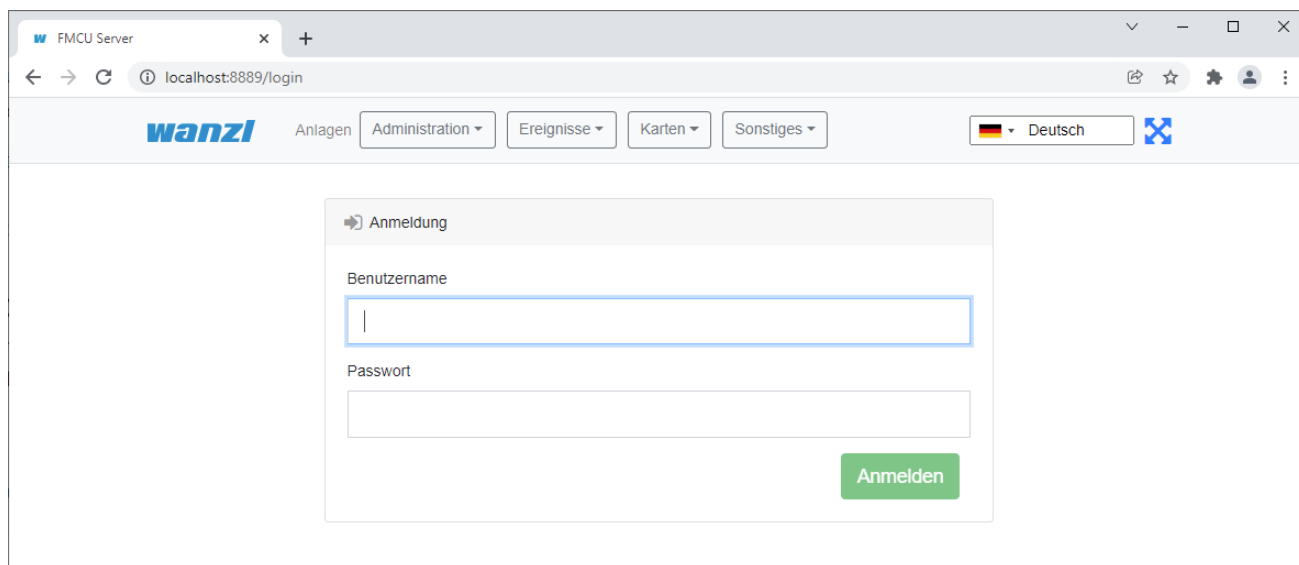 w FMCU Server
localhost:8889/login
wanzl Anlagen Administration Ereignisse Karten Sonstiges Deutsch
Anmeldung
Benutzername
Passwort
Anmelden